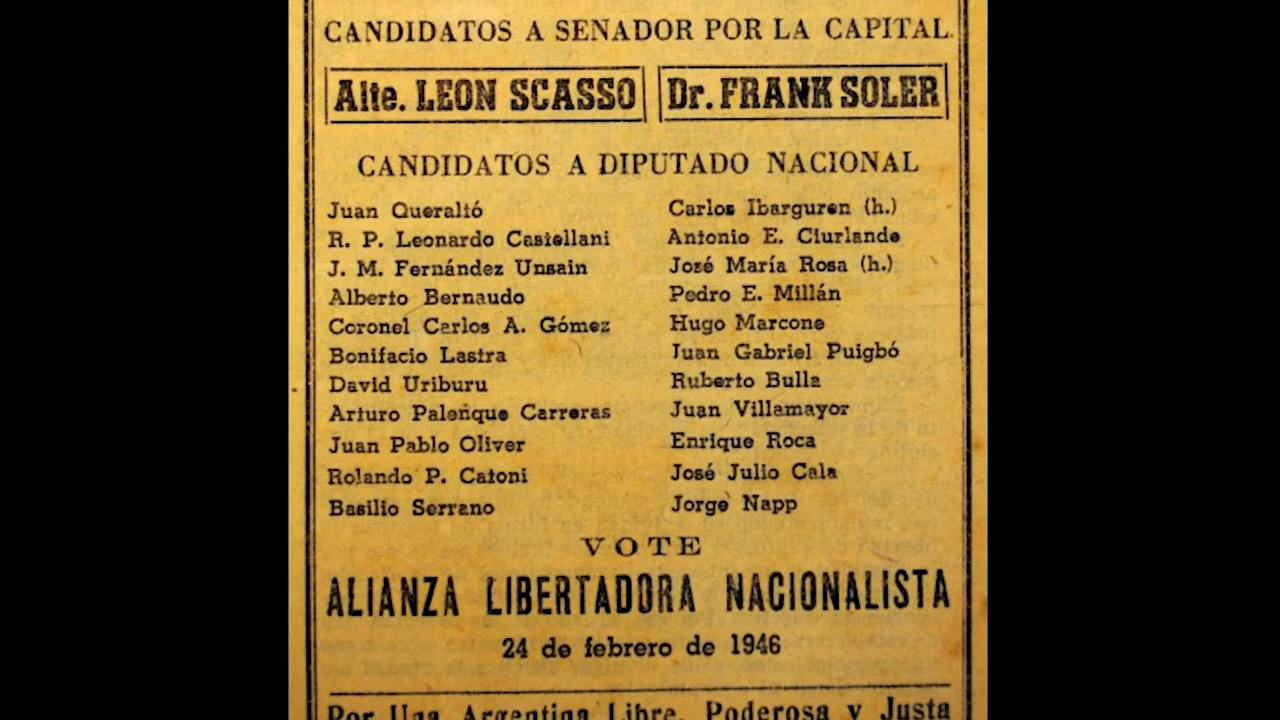 CANDIDATOS A SENADOR POR LA CAPITAL
Alte. LEON SCASSO Dr. FRANK SOLER
CANDIDATOS A DIPUTADO NACIONAL
Juan Queraltó
R. P. Leonardo Castellani
J. M. Fernández Unsain
Alberto Bernaudo
Coronel Carlos A. Gómez
Bonifacio Lastra
David Uriburu
Arturo Palenque Carreras
Juan Pablo Oliver
Rolando P. Catoni
Basilio Serrano
Carlos Ibarguren (h.)
Antonio E. Ciurlande
José María Rosa (h.)
Pedro E. Millán
Hugo Marcone
Juan Gabriel Puigbó
Ruberto Bulla
Juan Villamayor
Enrique Roca
José Julio Cala
Jorge Napp
VOTE
ALIANZA LIBERTADORA NACIONALISTA
24 de febrero de 1946
Por Una Argentina Libre, Poderosa y Justa